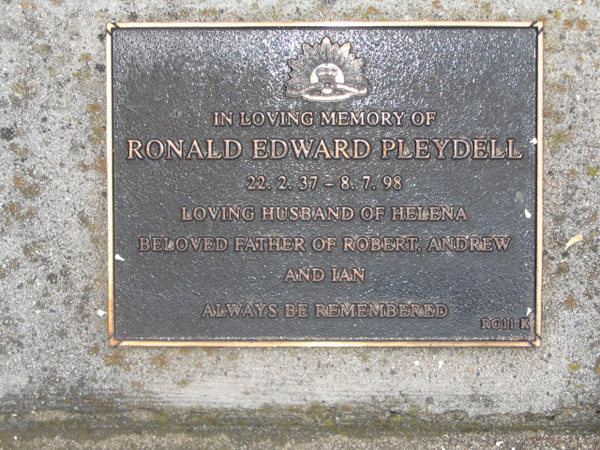 IN LOVING MEMORY OF
RONALD EDWARD PLEYDELL
22. 2. 37 – 8. 7. 98
LOVING HUSBAND OF HELENA
BELOVED FATHER OF ROBERT, ANDREW
AND IAN
ALWAYS BE REMEMBERED